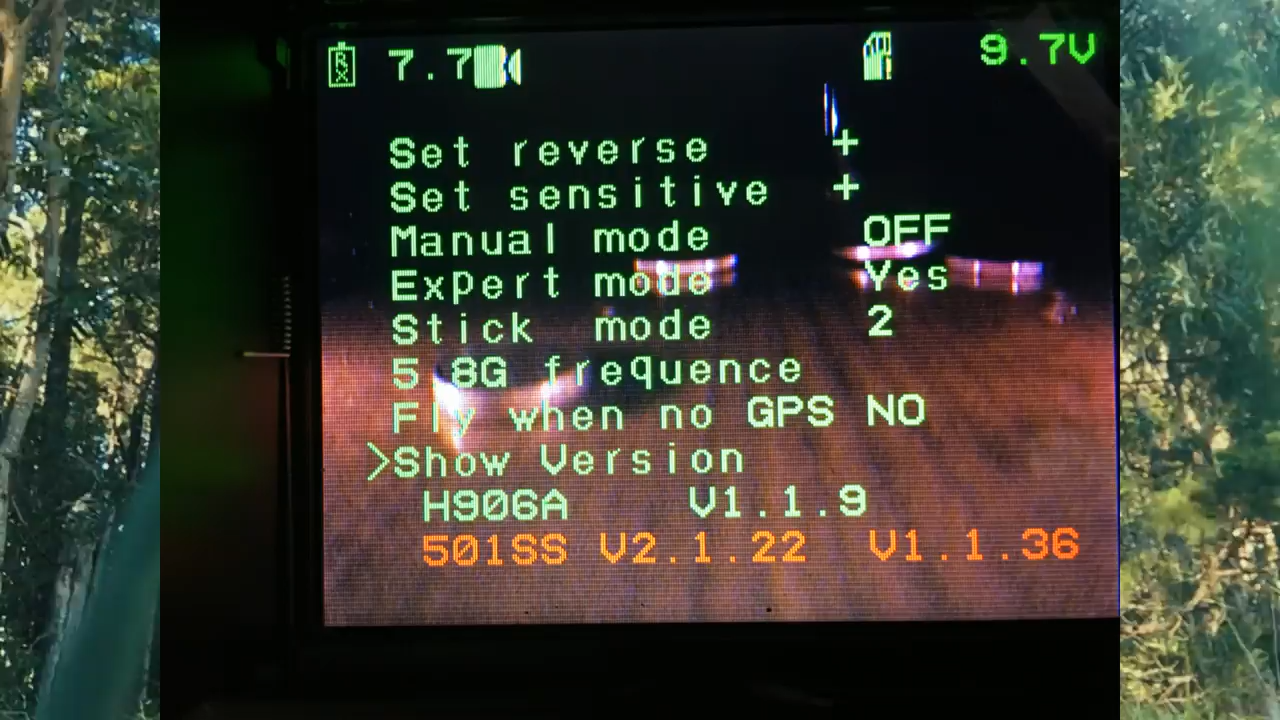 RX 7.7 9.7V
Set reverse +
Set sensitive +
Manual mode OFF
Expert mode Yes
Stick mode 2
5 8G frequence
Fly when no GPS NO
>Show Version
H906A V1.1.9
501SS V2.1.22 V1.1.36